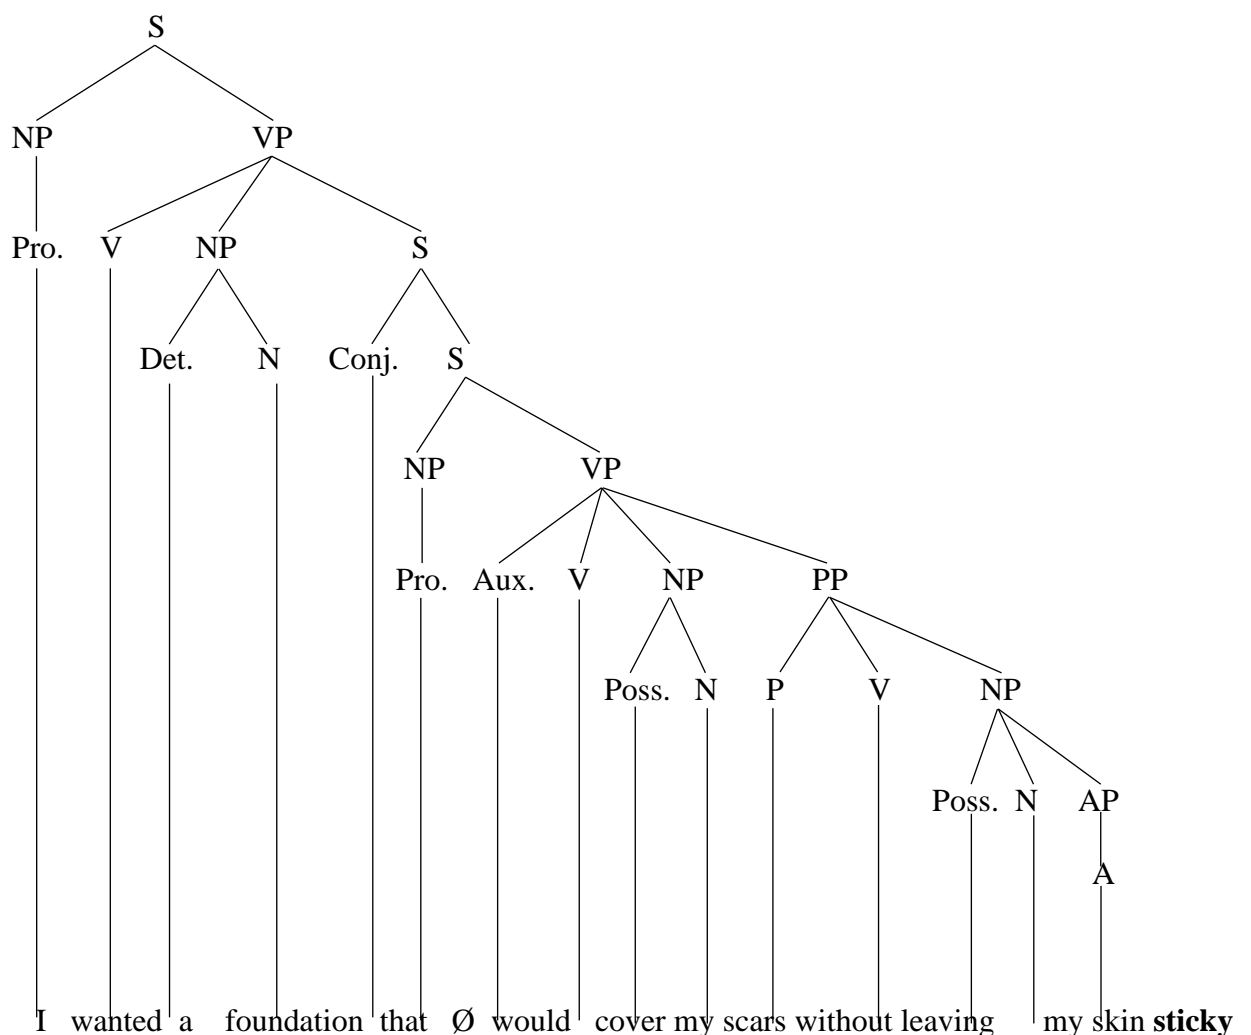 S
NP VP
Pro. V NP S
Det. N Conj. S
NP VP
Pro. Aux. V NP PP
Poss. N P V NP
Poss. N AP
A
I wanted a foundation that Ø would cover my scars without leaving my skin sticky